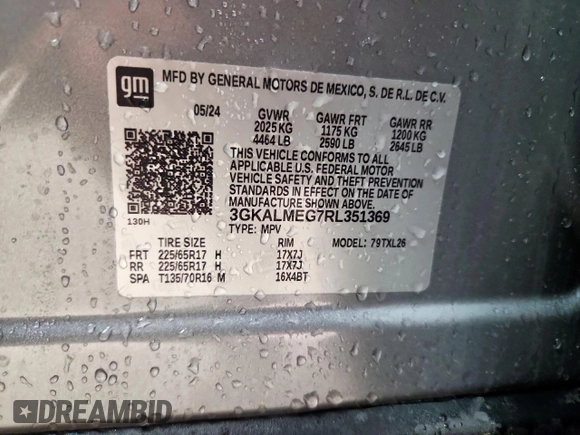 gm
MFD BY GENERAL MOTORS DE MEXICO, S. DE R.L. DE C.V.
05/24 GVWR GAWR FRT GAWR RR
2025 KG 1175 KG 1200 KG
4464 LB 2590 LB 2645 LB
THIS VEHICLE CONFORMS TO ALL
APPLICABLE U.S. FEDERAL MOTOR
VEHICLE SAFETY AND THEFT PREVENTION
STANDARDS IN EFFECT ON THE DATE OF
MANUFACTURE SHOWN ABOVE.
3GKALMEG7RL351369
130H TYPE: MPV MODEL: 79TXL26
TIRE SIZE RIM
FRT 225/65R17 H 17X7J
RR 225/65R17 H 17X7J
SPA T135/70R16 M 16X4BT
DREAMBID